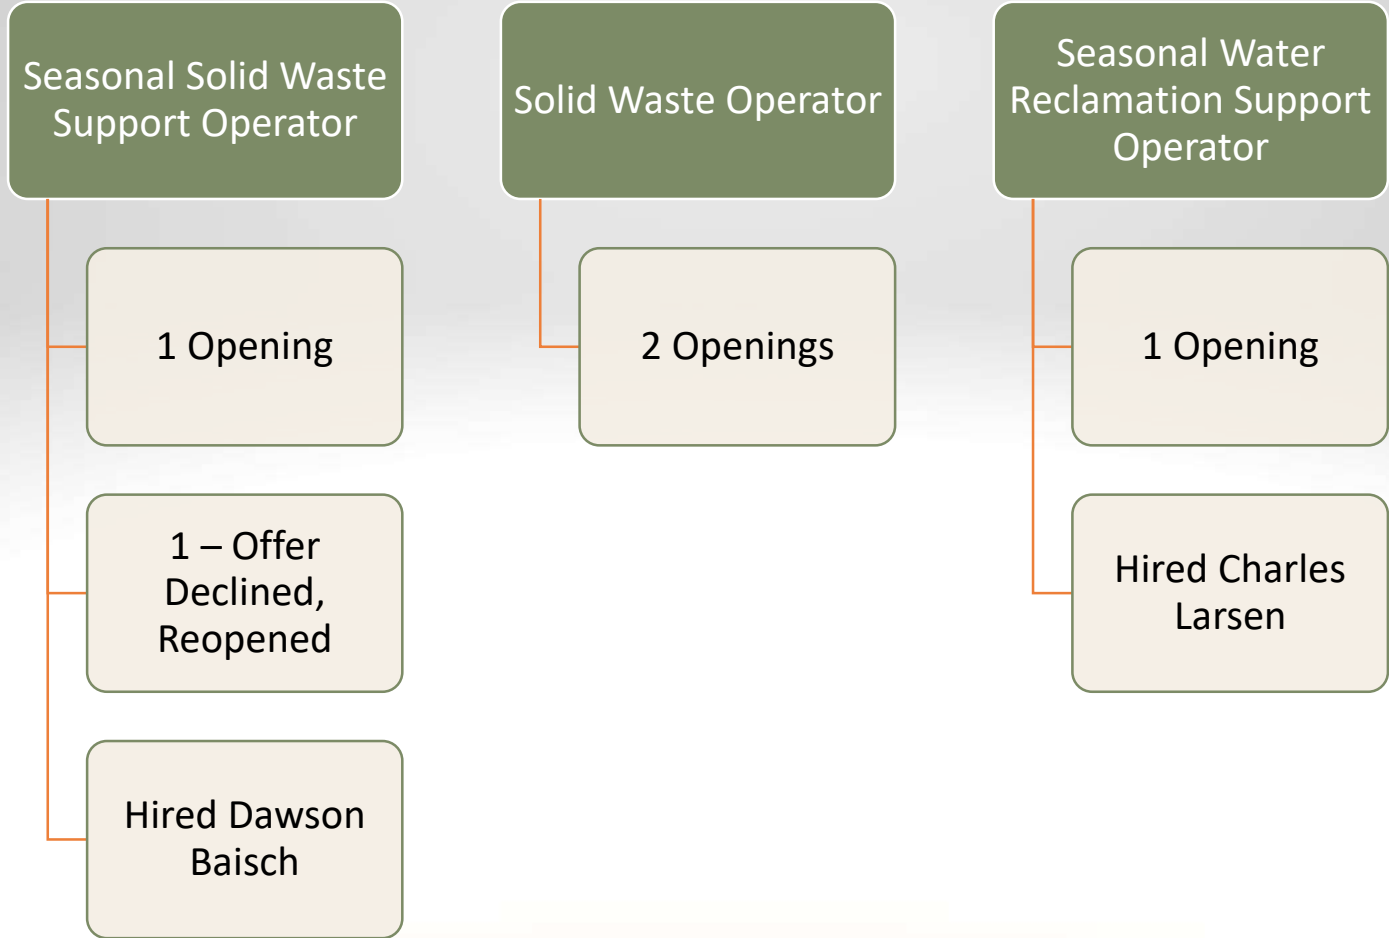 Seasonal Solid Waste
Support Operator
1 Opening
1 – Offer
Declined,
Reopened
Hired Dawson
Baisch
Solid Waste Operator
2 Openings
Seasonal Water
Reclamation Support
Operator
1 Opening
Hired Charles
Larsen